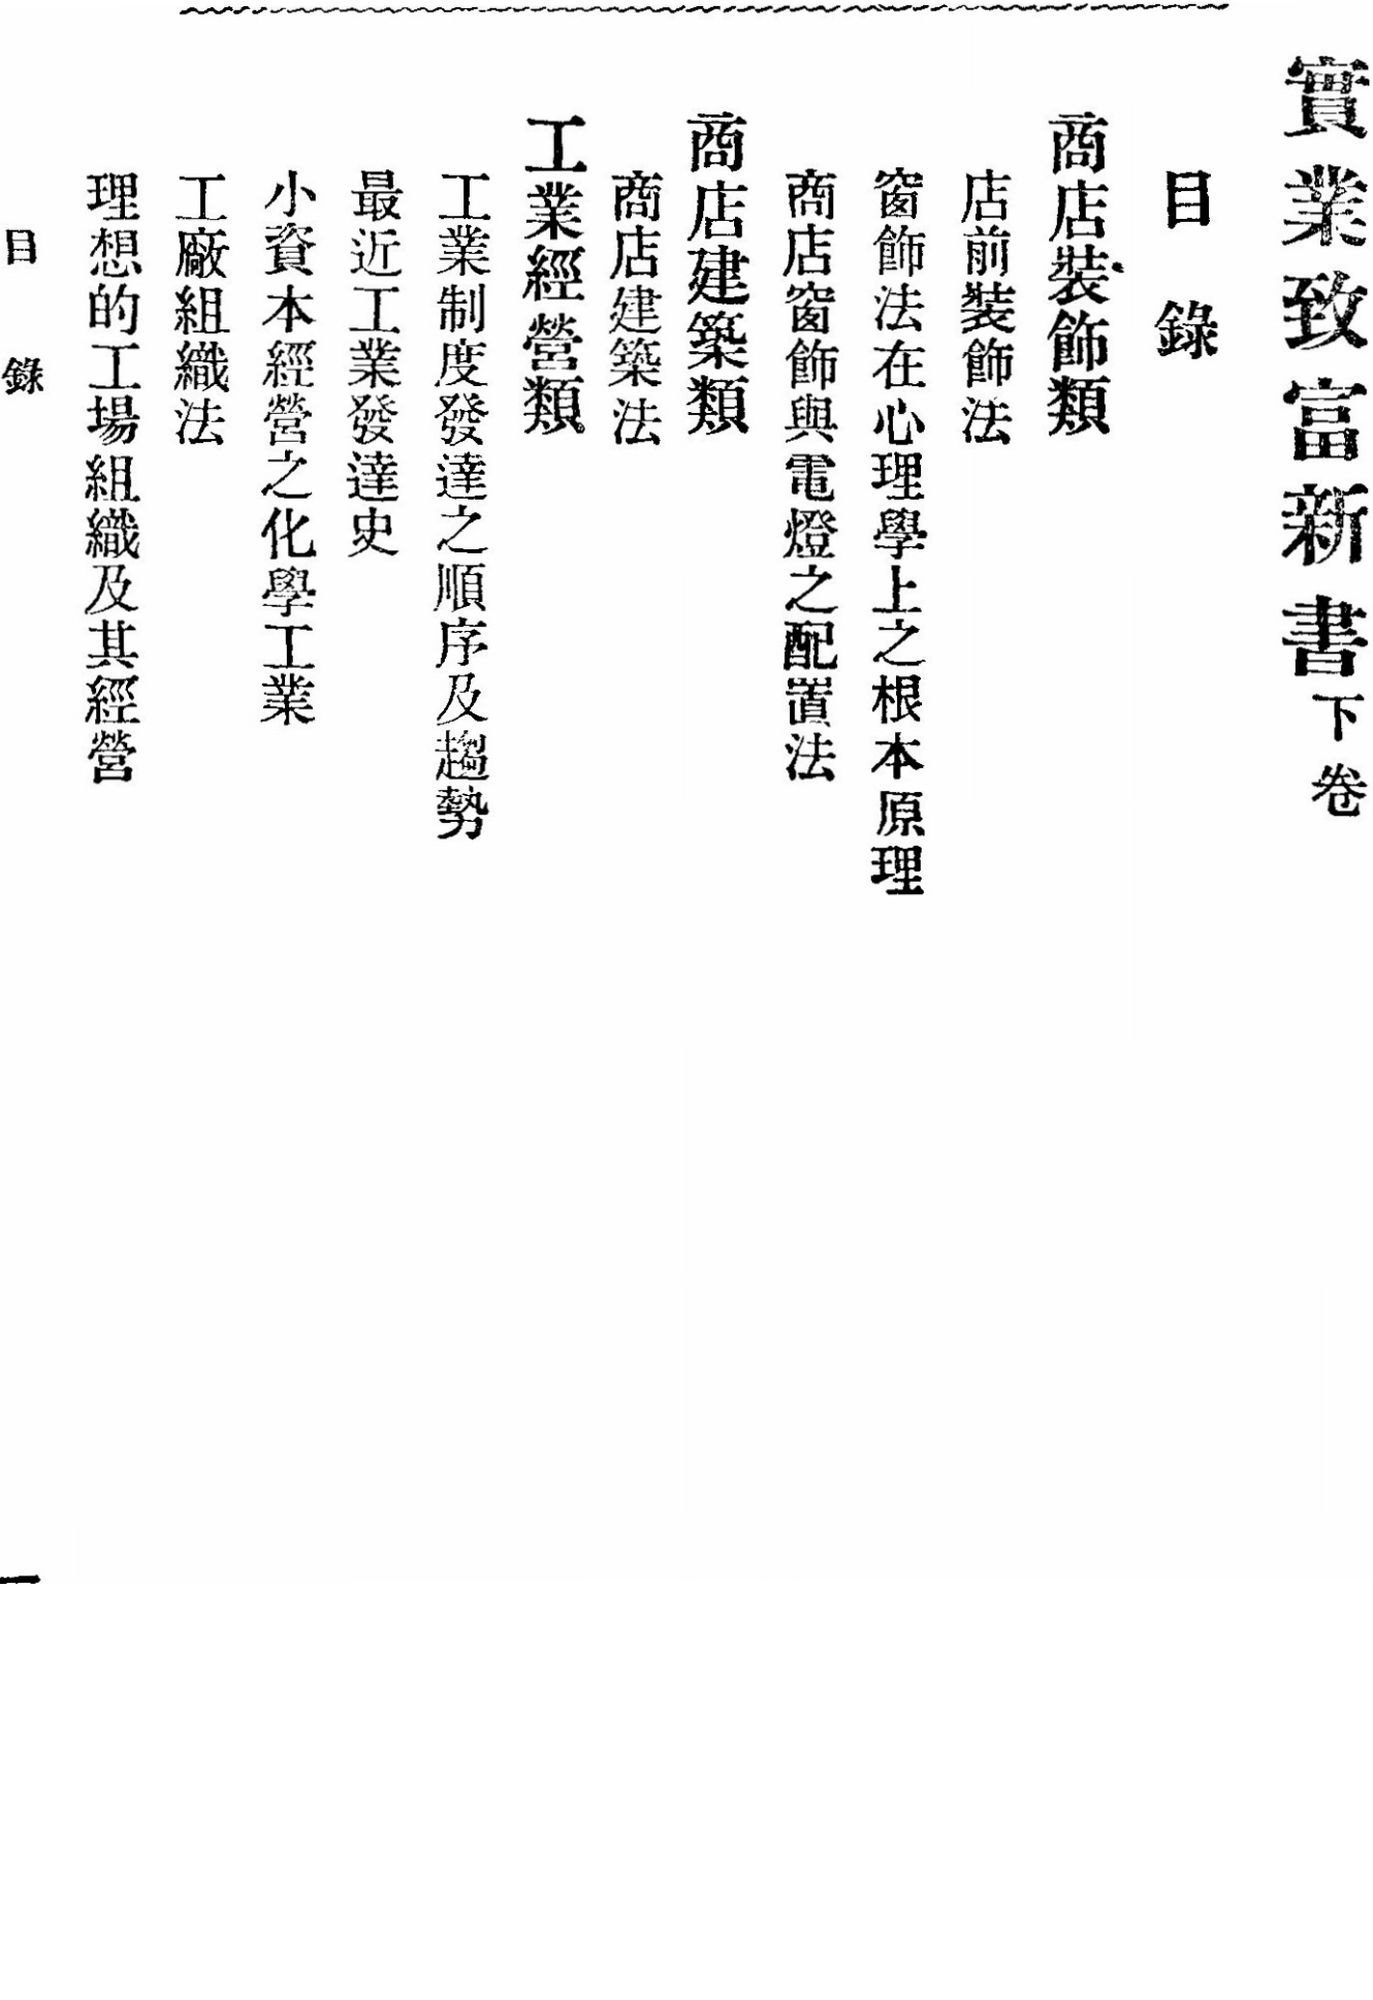 實業致富新書下卷
目錄
商店裝飾類
店前裝飾法
窗飾法在心理學上之根本原理
商店窗飾與電燈之配置法
商店建築類
商店建築法
工業經營類
工業制度發達之順序及趨勢
最近工業發達史
小資本經營之化學工業
工廠組織法
理想的工場組織及其經營
目錄
一